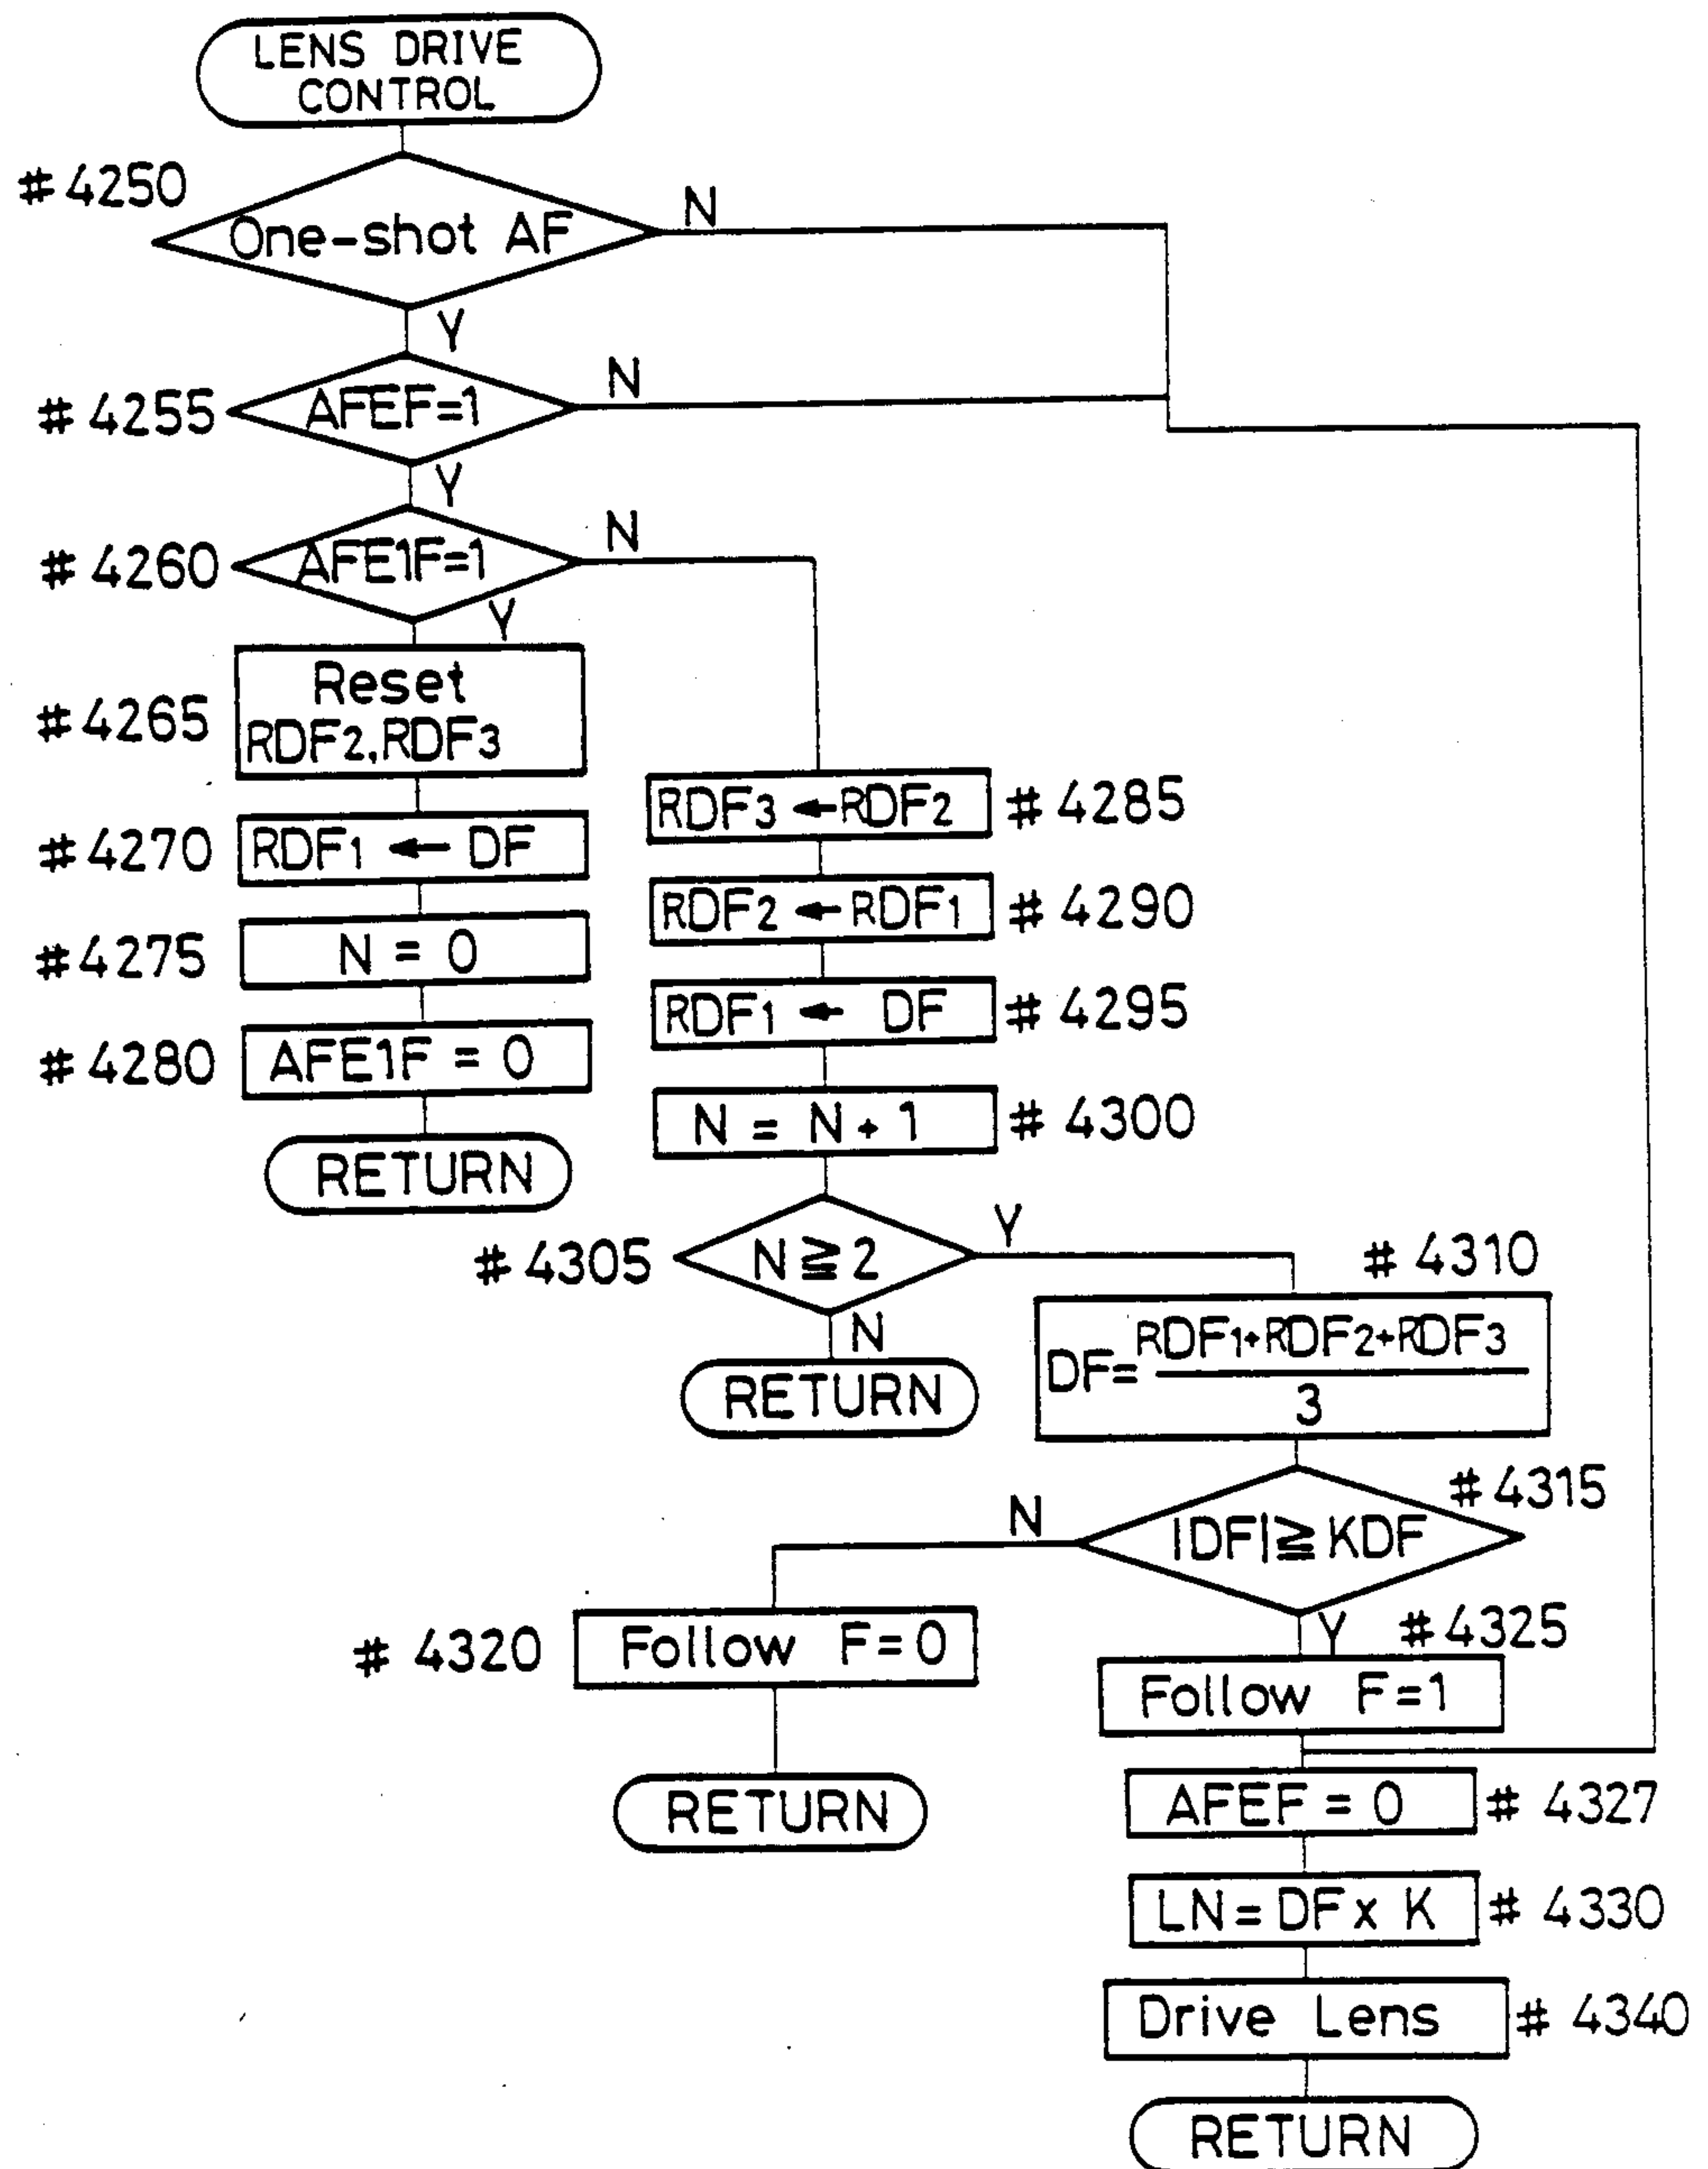 LENS DRIVE
CONTROL
#4250
One-shot AF
N
Y
#4255
AFEF=1
N
Y
#4260
AFE1F=1
N
Y
#4265
Reset
RDF2,RDF3
RDF3←RDF2
#4285
#4270
RDF1 ← DF
RDF2 ← RDF1
#4290
#4275
N = 0
RDF1 ← DF
#4295
#4280
AFE1F = 0
N = N + 1
#4300
RETURN
#4305
N ≧ 2
Y
N
RETURN
#4310
DF=
RDF1+RDF2+RDF3
3
#4315
|DF|≧KDF
N
Y
#4320
Follow F=0
#4325
Follow F=1
RETURN
AFEF = 0
#4327
LN = DF x K
#4330
Drive Lens
#4340
RETURN